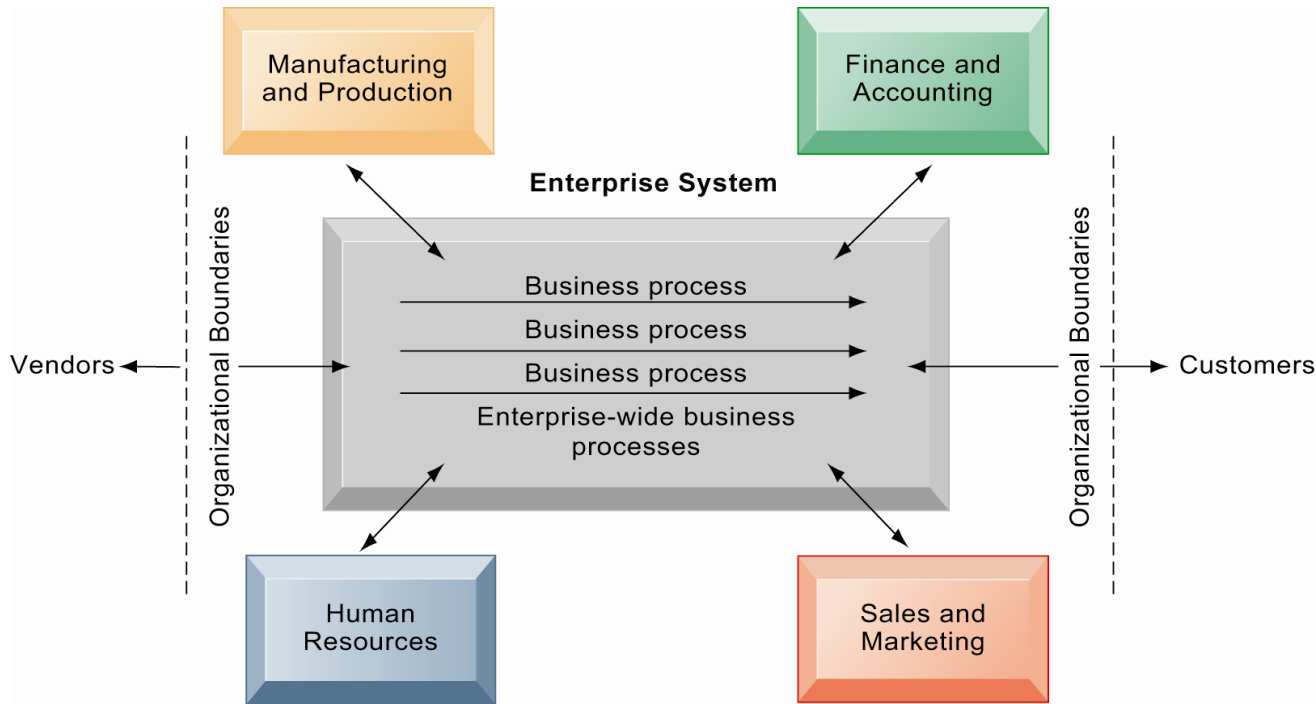 Manufacturing
and Production
Finance and
Accounting
Enterprise System
Organizational Boundaries
Organizational Boundaries
Business process
Business process
Vendors
Customers
Business process
Enterprise-wide business
processes
Human
Resources
Sales and
Marketing